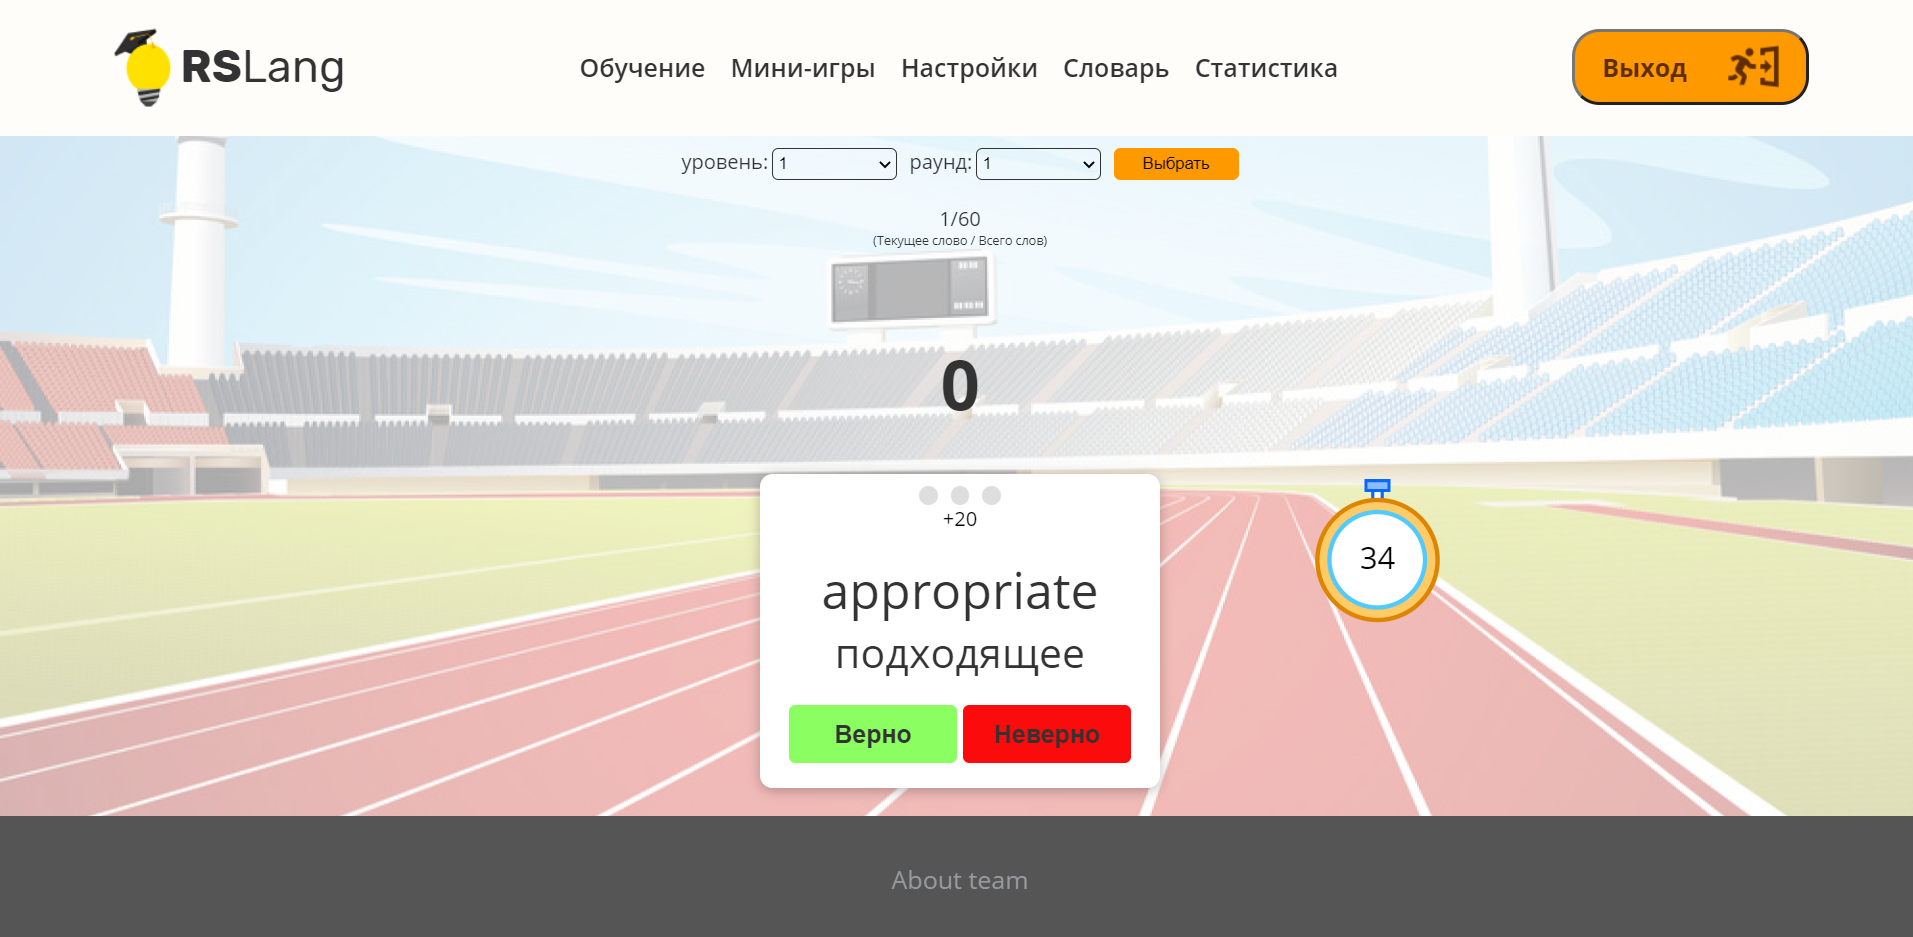 RSLang
Обучение Мини-игры Настройки Словарь Статистика
Выход
уровень: 1 раунд: 1 Выбрать
1/60
(Текущее слово / Всего слов)
0
+20
34
appropriate
подходящее
Верно Неверно
About team